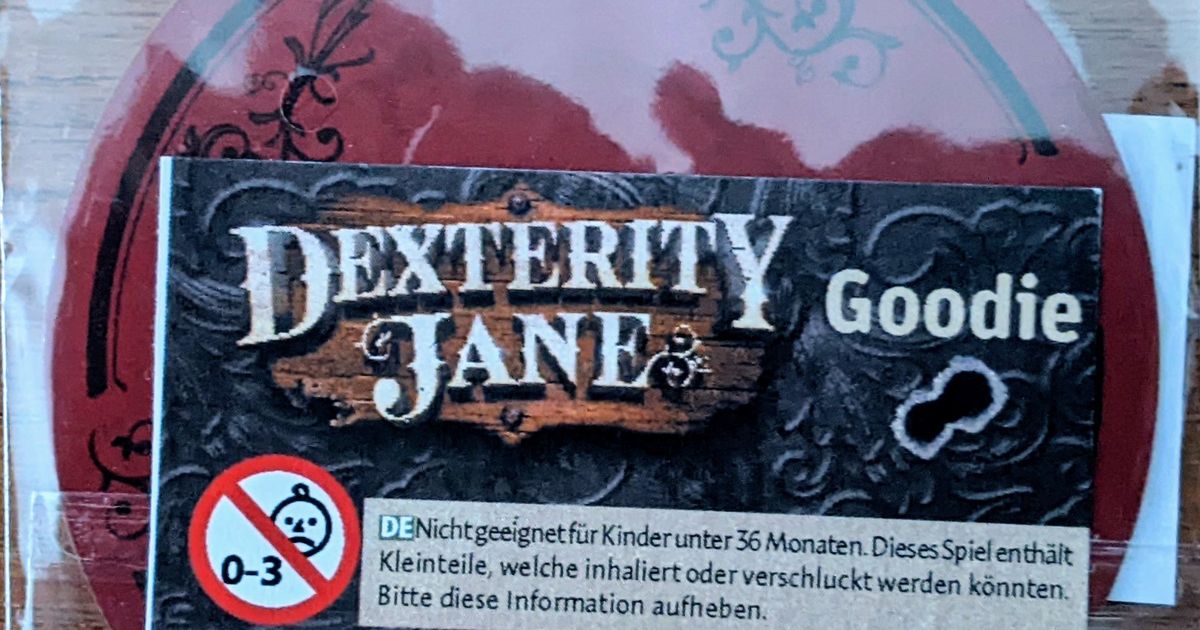 DEXTERITY
JANE
Goodie
0-3
DE Nicht geeignet für Kinder unter 36 Monaten. Dieses Spiel enthält
Kleinteile, welche inhaliert oder verschluckt werden könnten.
Bitte diese Information aufheben.